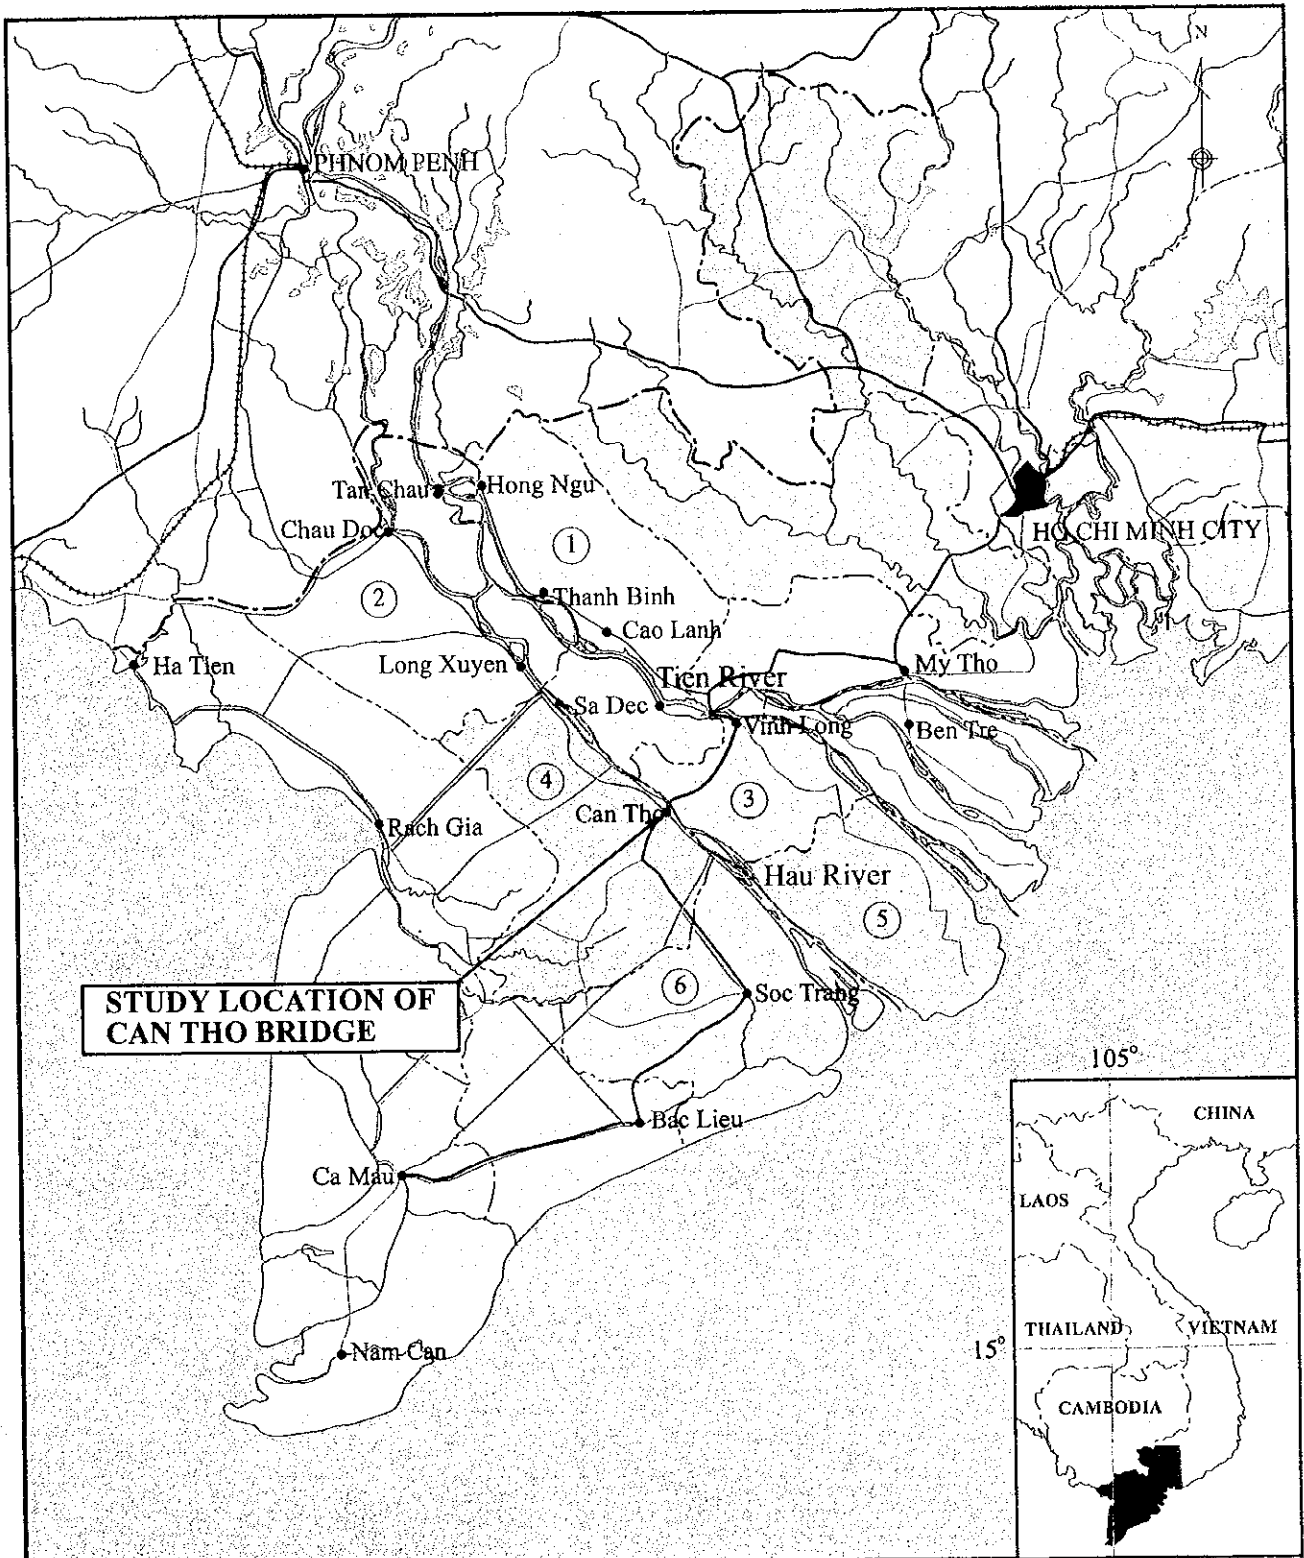 N
PHNOM PENH
Tan Chau
Hong Ngu
Chau Doc
HO CHI MINH CITY
1
2
Thanh Binh
Cao Lanh
Ha Tien
Long Xuyen
My Tho
Tien River
Sa Dec
Vinh Long
Ben Tre
4
3
Can Tho
Rach Gia
Hau River
5
6
Soc Trang
STUDY LOCATION OF
CAN THO BRIDGE
105°
Bac Lieu
CHINA
Ca Mau
LAOS
THAILAND
VIETNAM
15°
Nam Can
CAMBODIA